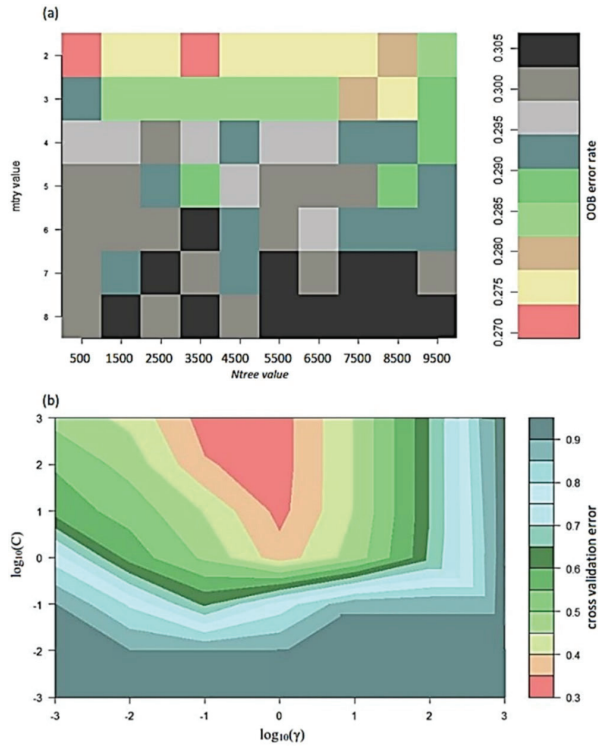 (a)
2
3
4
5
6
7
8
mtry value
500 1500 2500 3500 4500 5500 6500 7500 8500 9500
Ntree value
0.305
0.300
0.295
0.290
0.285
0.280
0.275
0.270
OOB error rate
(b)
3
2
1
0
-1
-2
-3
log₁₀(C)
-3 -2 -1 0 1 2 3
log₁₀(γ)
0.9
0.8
0.7
0.6
0.5
0.4
0.3
cross validation error